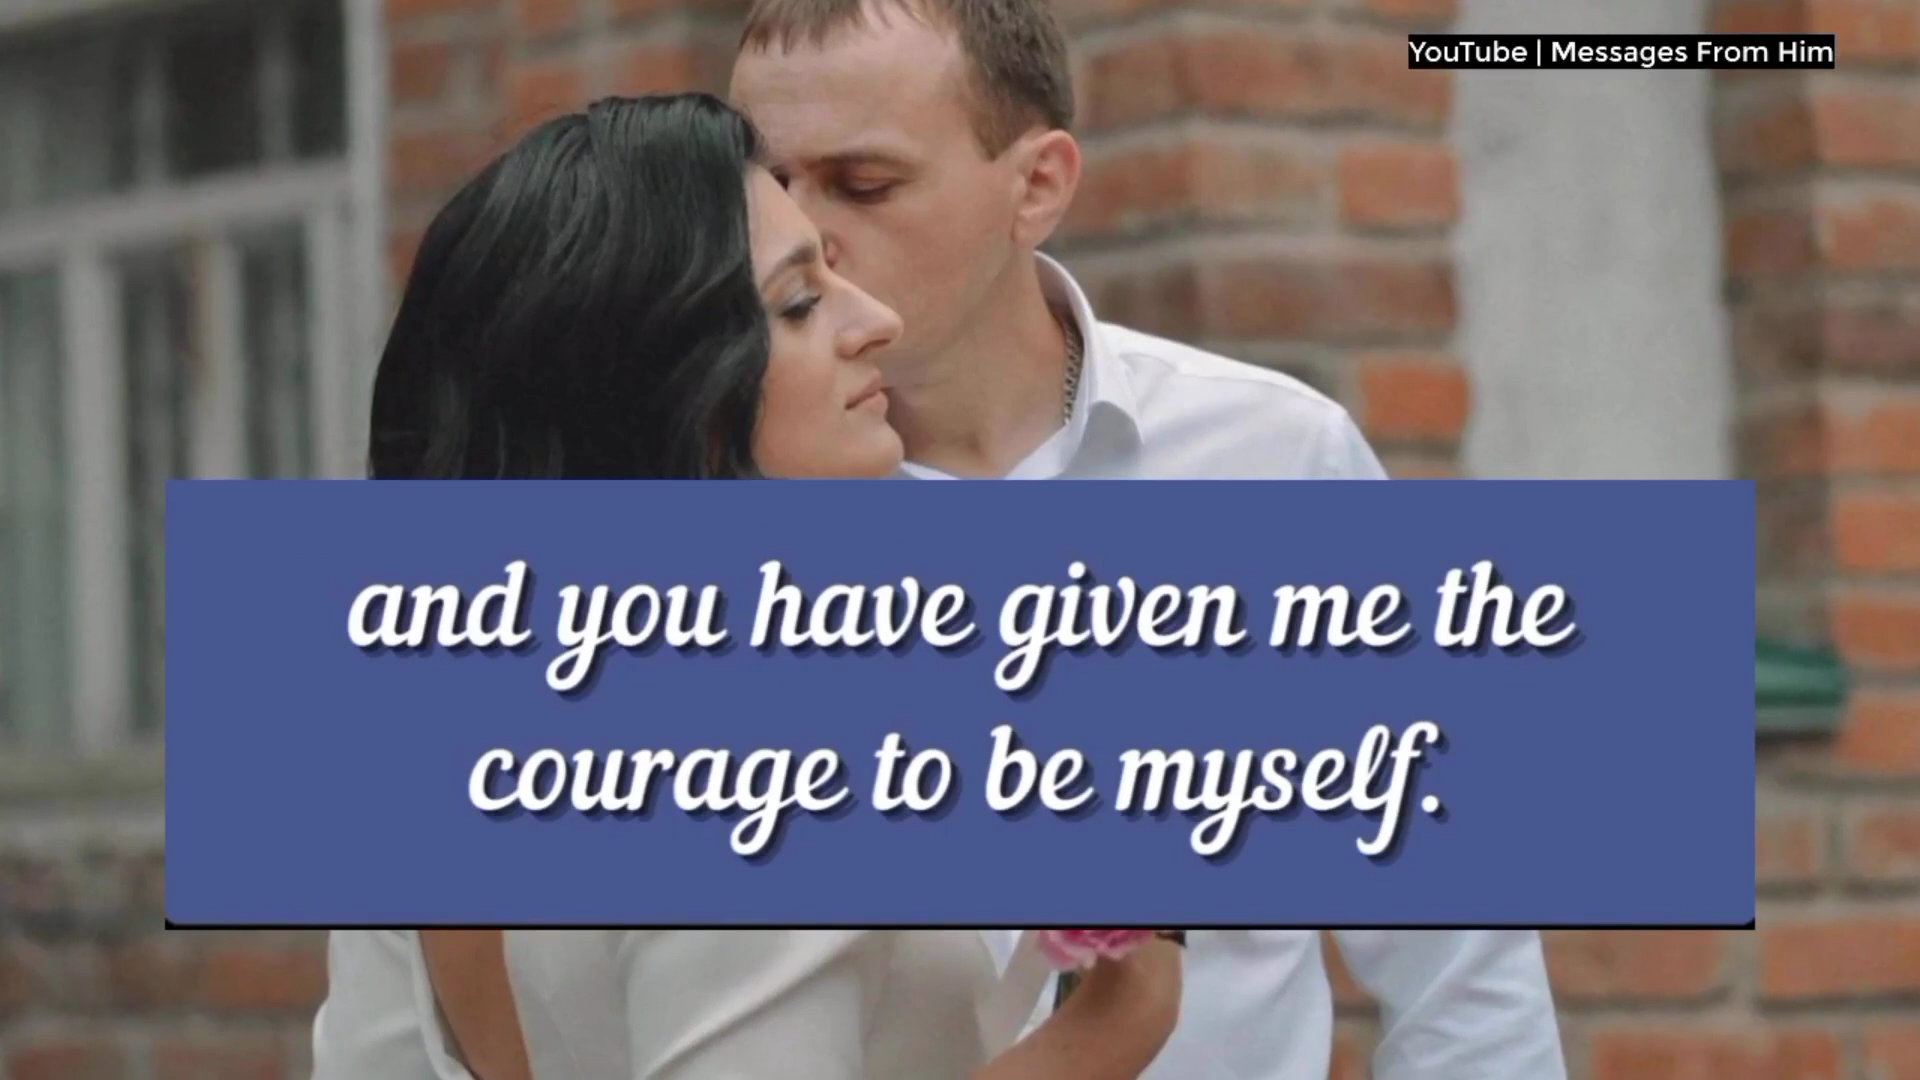 YouTube | Messages From Him
and you have given me the
courage to be myself.